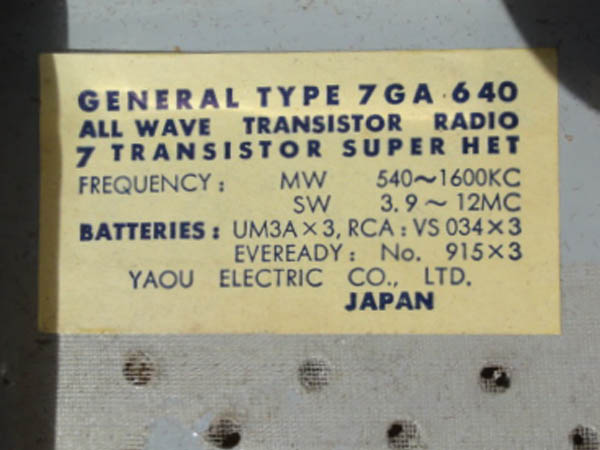 GENERAL TYPE 7GA 640
ALL WAVE TRANSISTOR RADIO
7 TRANSISTOR SUPER HET
FREQUENCY: MW 540~1600KC
SW 3.9~12MC
BATTERIES: UM3A×3, RCA: VS 034×3
EVEREADY: No. 915×3
YAOU ELECTRIC CO., LTD.
JAPAN